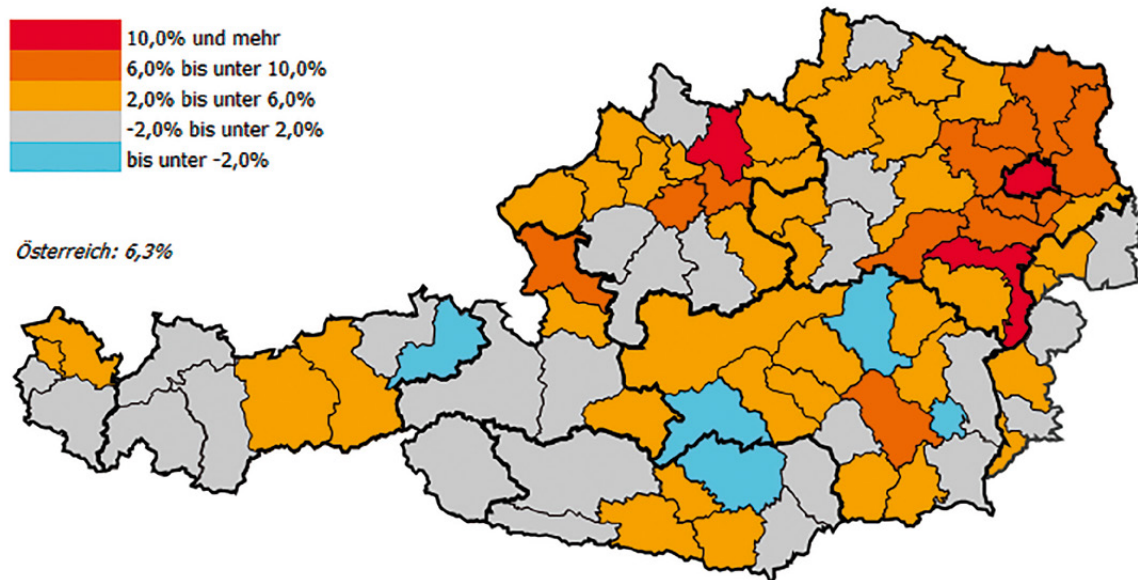 10,0% und mehr
6,0% bis unter 10,0%
2,0% bis unter 6,0%
-2,0% bis unter 2,0%
bis unter -2,0%
Österreich: 6,3%